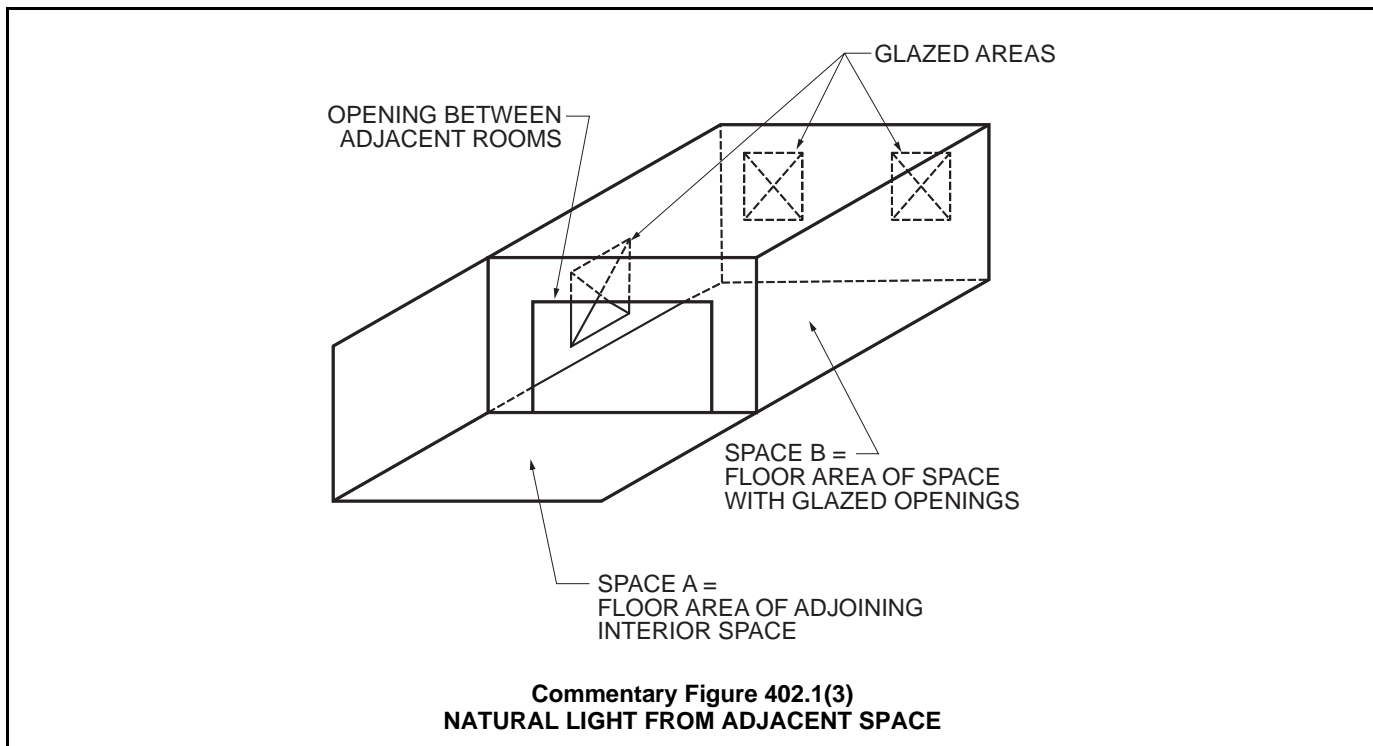 GLAZED AREAS
OPENING BETWEEN
ADJACENT ROOMS
SPACE B =
FLOOR AREA OF SPACE
WITH GLAZED OPENINGS
SPACE A =
FLOOR AREA OF ADJOINING
INTERIOR SPACE
Commentary Figure 402.1(3)
NATURAL LIGHT FROM ADJACENT SPACE